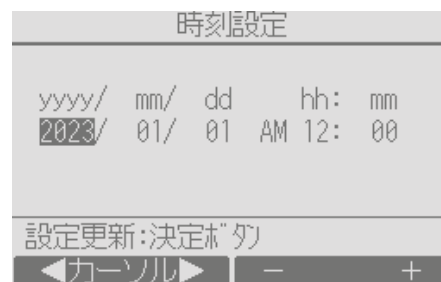 時刻設定
yyyy/ mm/ dd hh: mm
2023/ 01/ 01 AM 12: 00
設定更新:決定ボタン
◀カーソル▶ − +